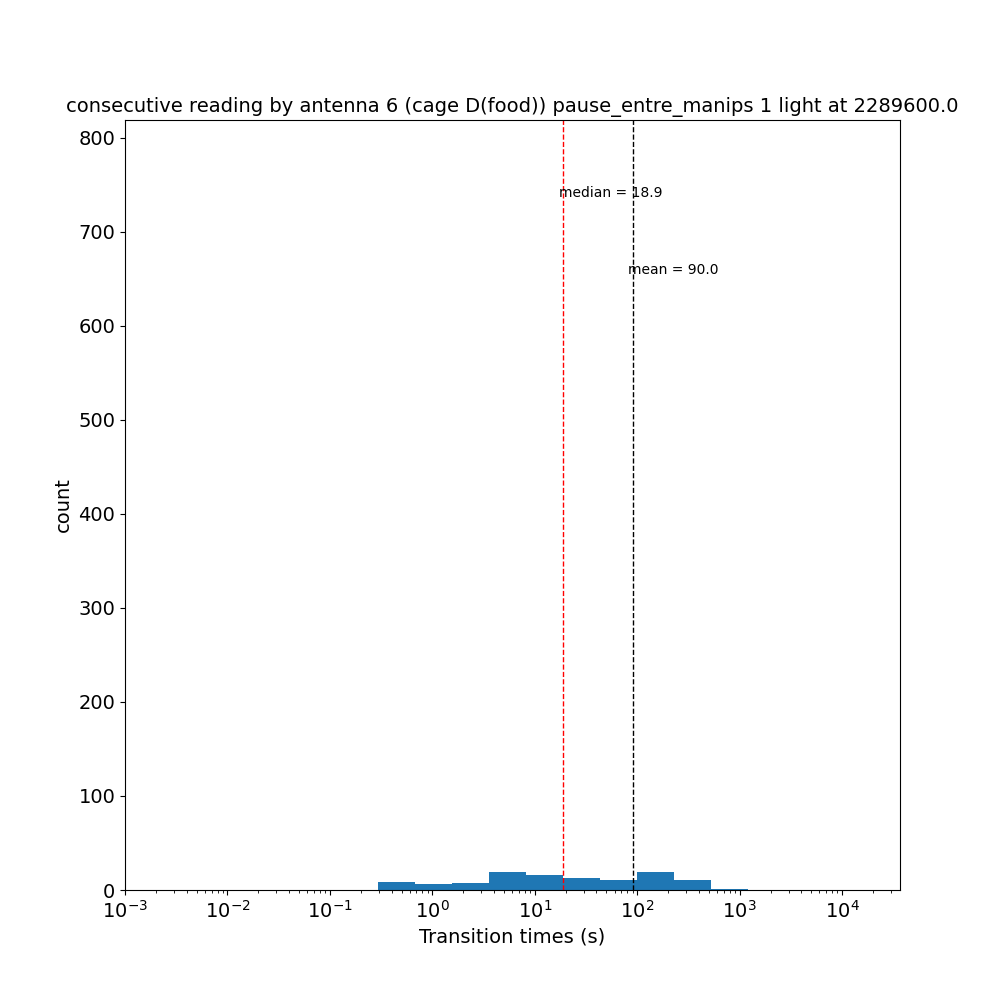 consecutive reading by antenna 6 (cage D(food)) pause_entre_manips 1 light at 2289600.0
800
median = 18.9
700
mean = 90.0
600
500
400
300
200
100
0
count
10⁻³ 10⁻² 10⁻¹ 10⁰ 10¹ 10² 10³ 10⁴
Transition times (s)